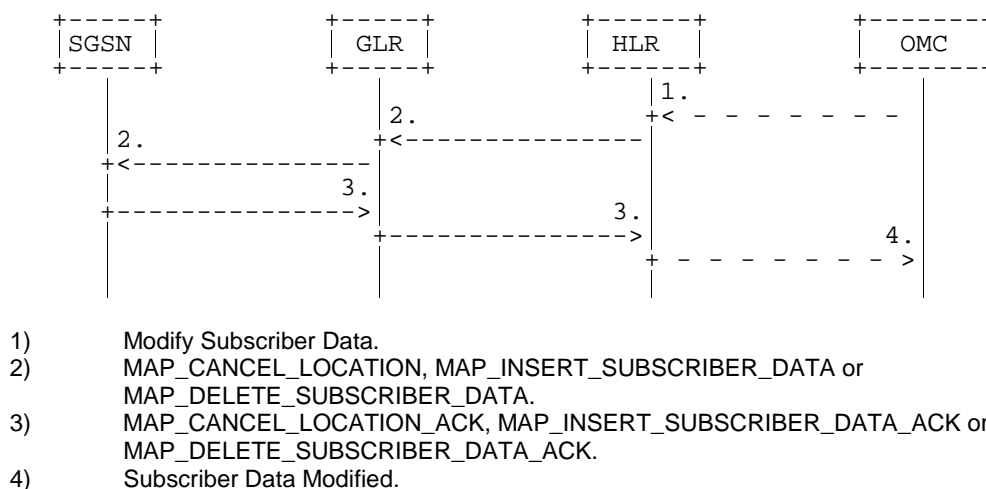 SGSN GLR HLR OMC
1.
2.
2.
3.
3.
4.
1) Modify Subscriber Data.
2) MAP_CANCEL_LOCATION, MAP_INSERT_SUBSCRIBER_DATA or
MAP_DELETE_SUBSCRIBER_DATA.
3) MAP_CANCEL_LOCATION_ACK, MAP_INSERT_SUBSCRIBER_DATA_ACK or
MAP_DELETE_SUBSCRIBER_DATA_ACK.
4) Subscriber Data Modified.